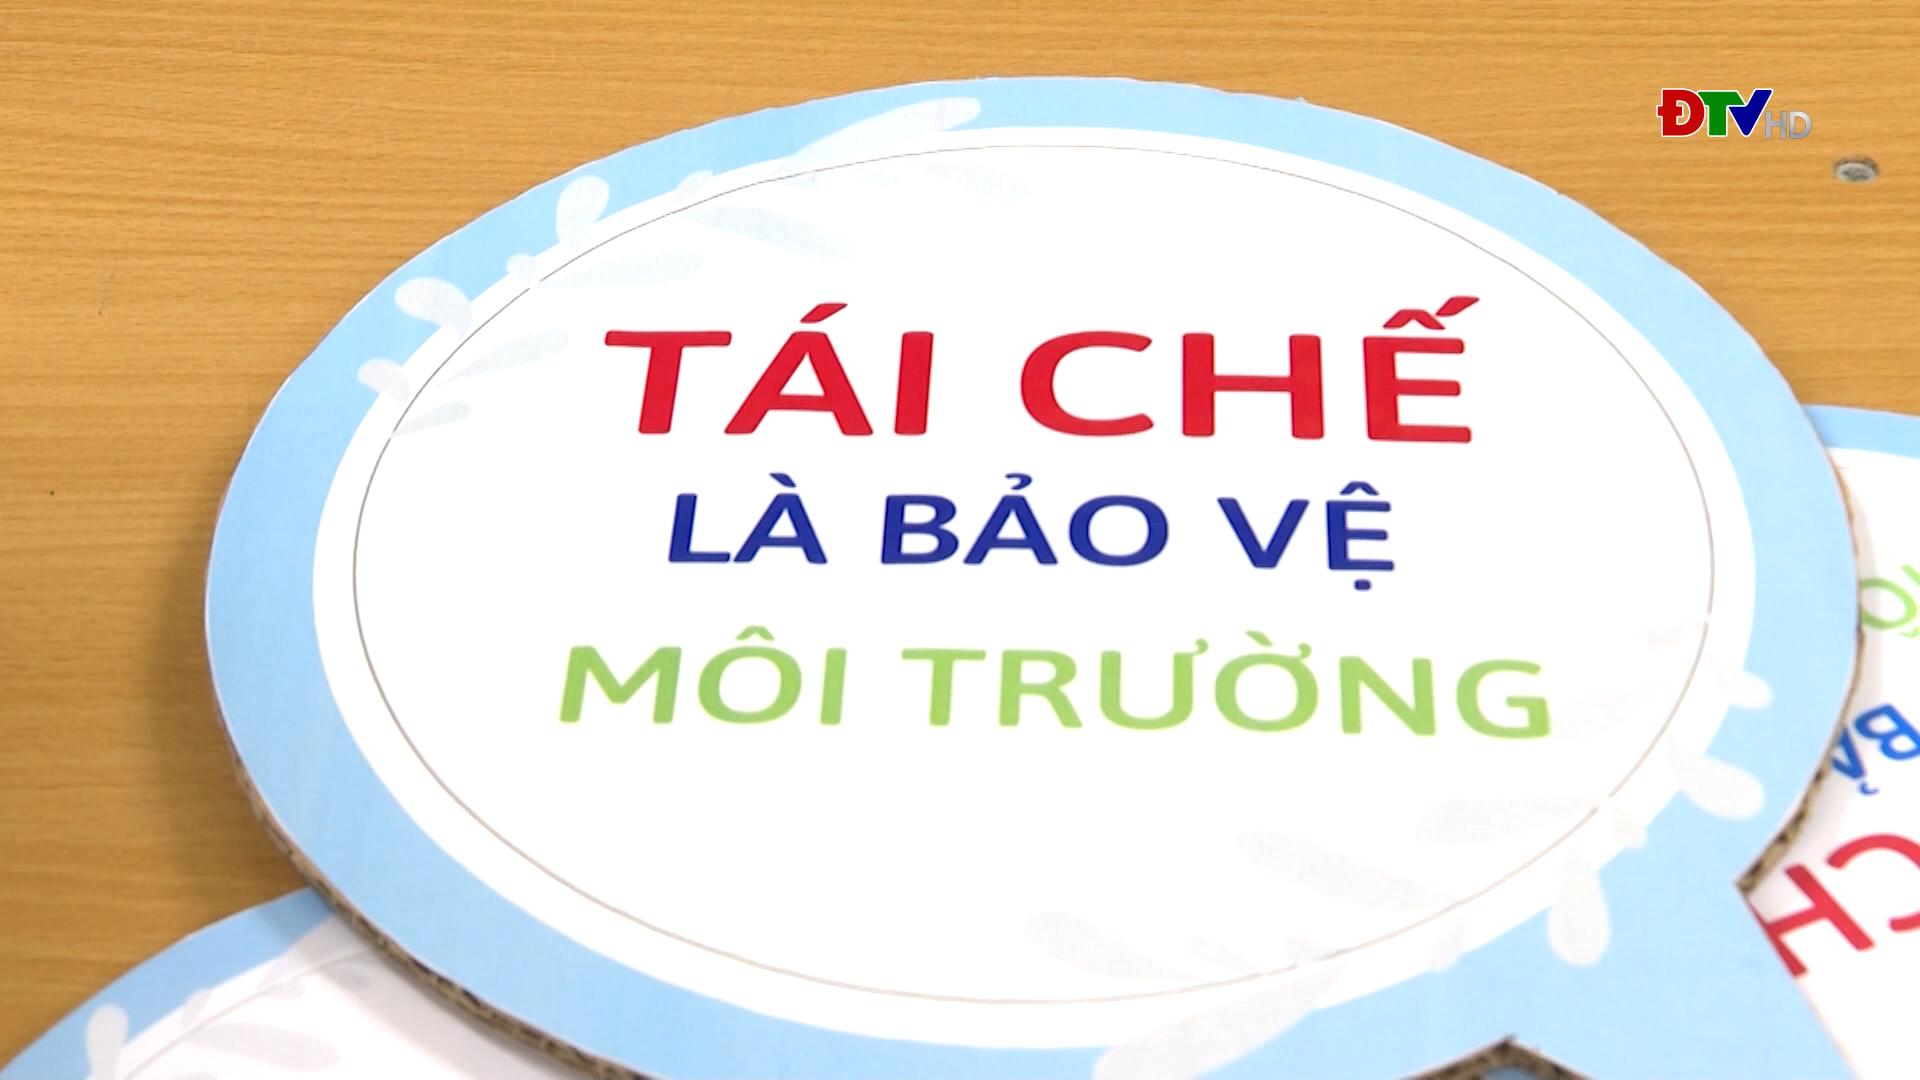 ĐTV HD
TÁI CHẾ
LÀ BẢO VỆ
MÔI TRƯỜNG